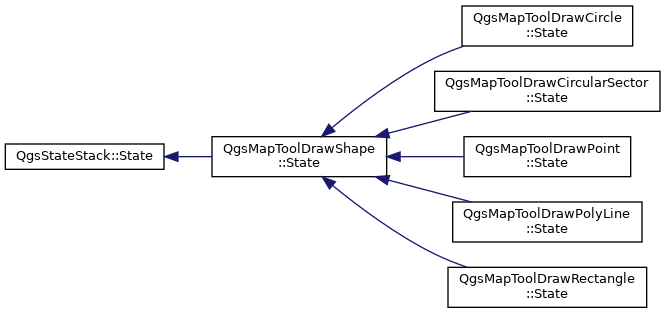 QgsMapToolDrawCircle
::State
QgsMapToolDrawCircularSector
::State
QgsStateStack::State
QgsMapToolDrawShape
::State
QgsMapToolDrawPoint
::State
QgsMapToolDrawPolyLine
::State
QgsMapToolDrawRectangle
::State